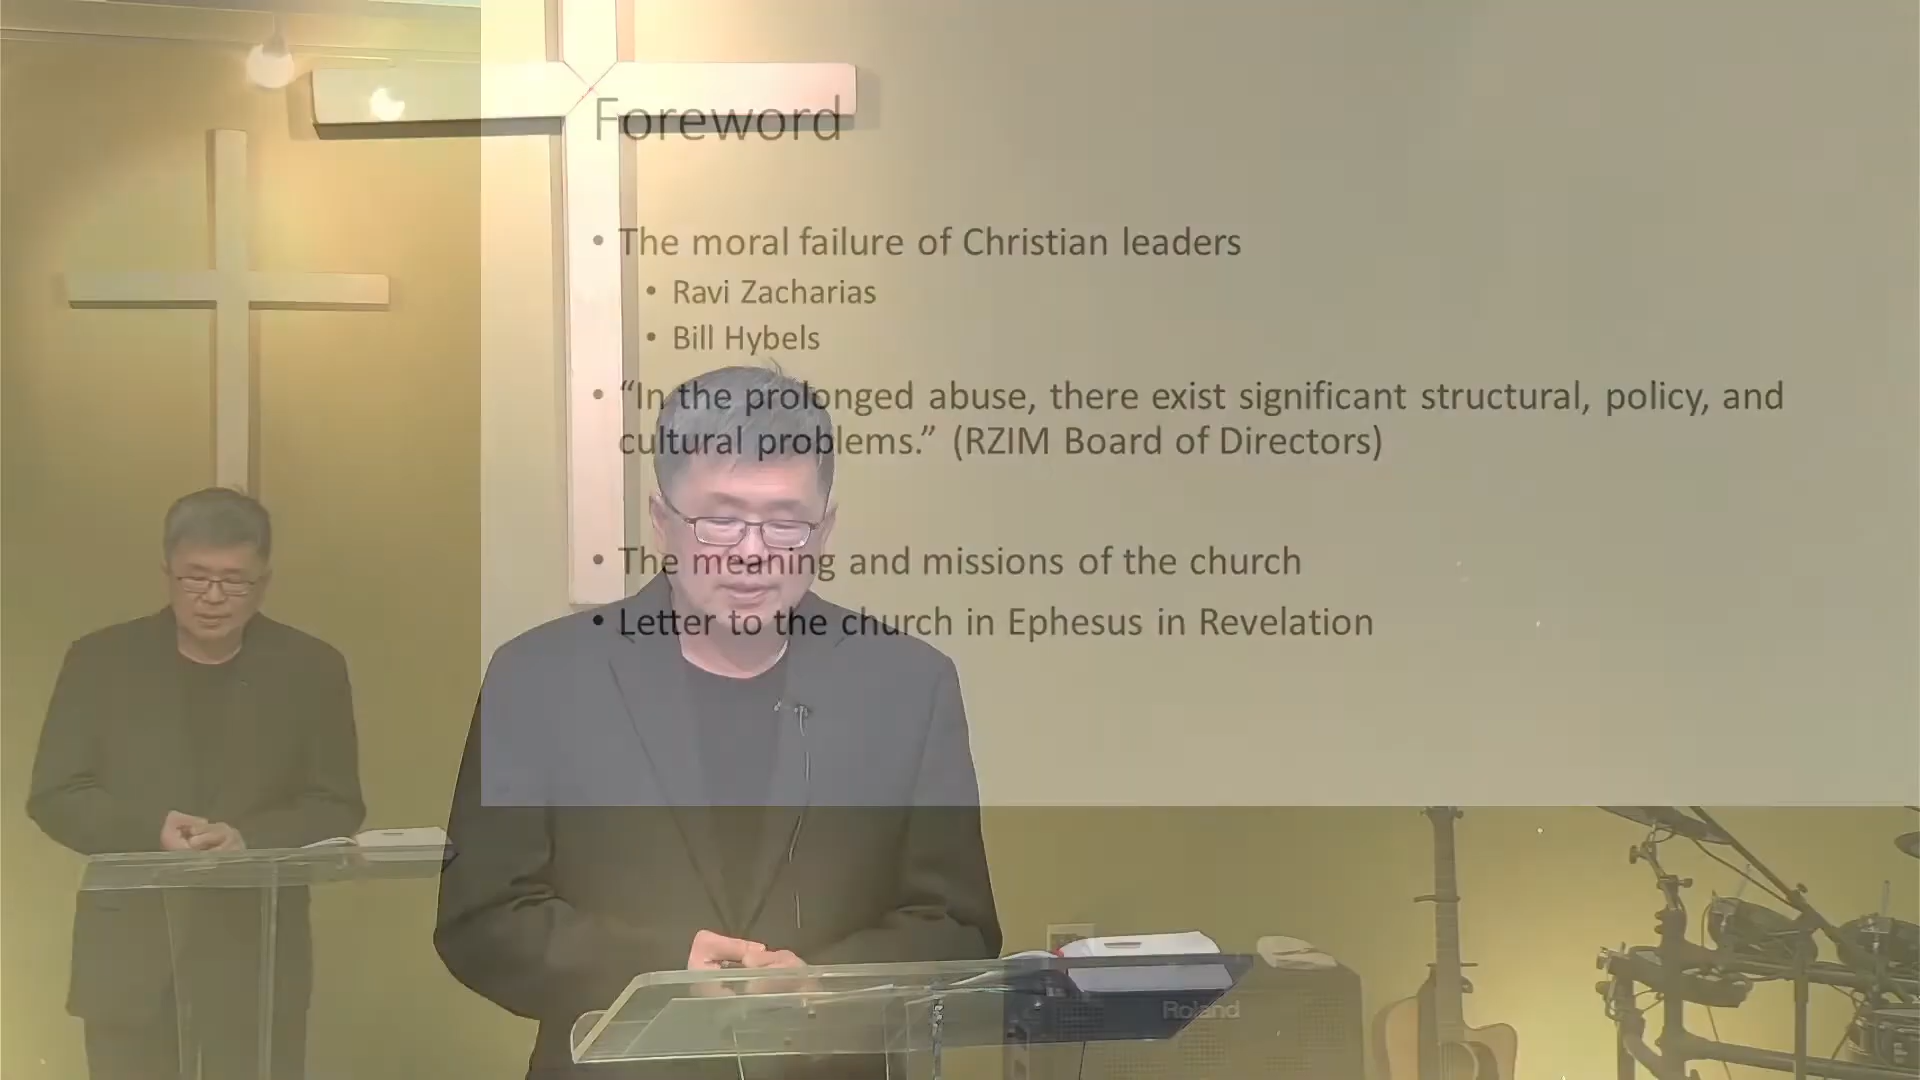 Foreword
• The moral failure of Christian leaders
• Ravi Zacharias
• Bill Hybels
• “In the prolonged abuse, there exist significant structural, policy, and
cultural problems.” (RZIM Board of Directors)
• The meaning and missions of the church
• Letter to the church in Ephesus in Revelation
Roland